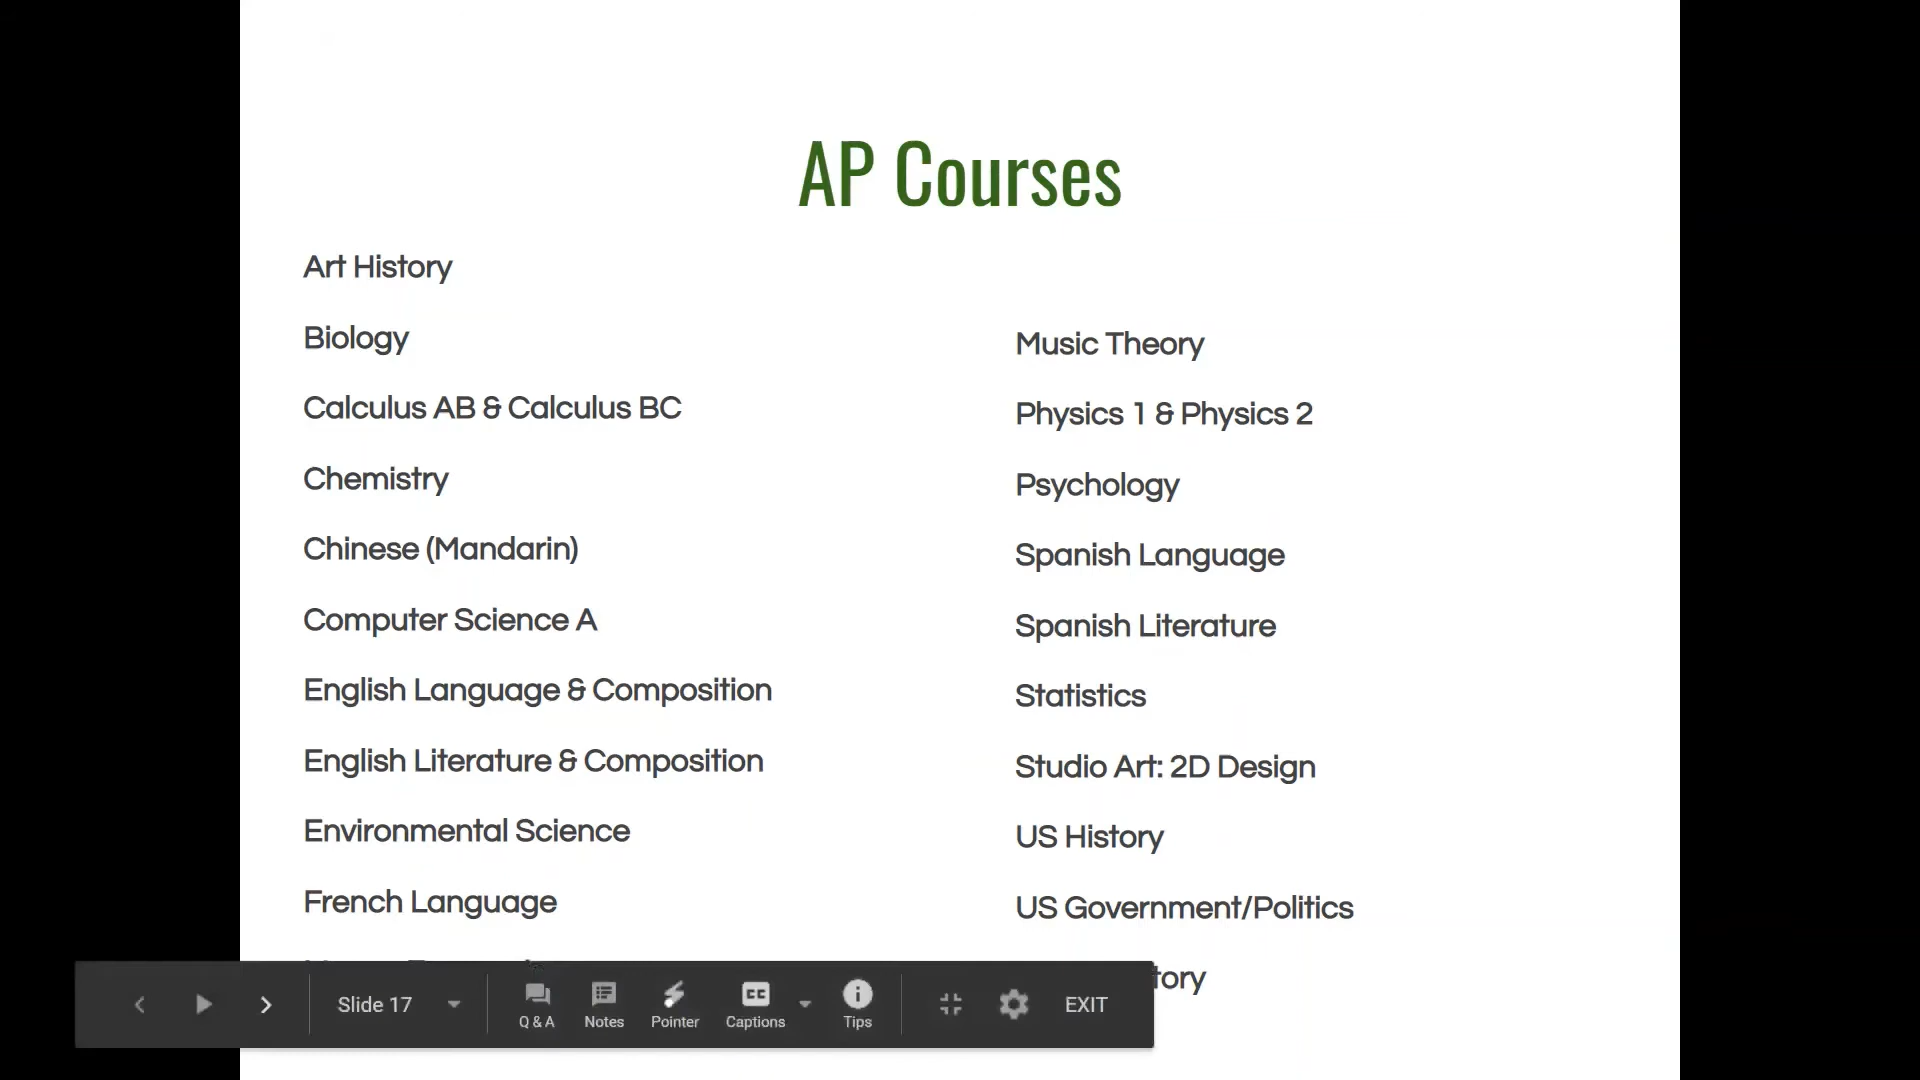 AP Courses
Art History
Biology
Calculus AB & Calculus BC
Chemistry
Chinese (Mandarin)
Computer Science A
English Language & Composition
English Literature & Composition
Environmental Science
French Language
Music Theory
Physics 1 & Physics 2
Psychology
Spanish Language
Spanish Literature
Statistics
Studio Art: 2D Design
US History
US Government/Politics
Slide 17
Q & A
Notes
Pointer
CC
Captions
Tips
EXIT